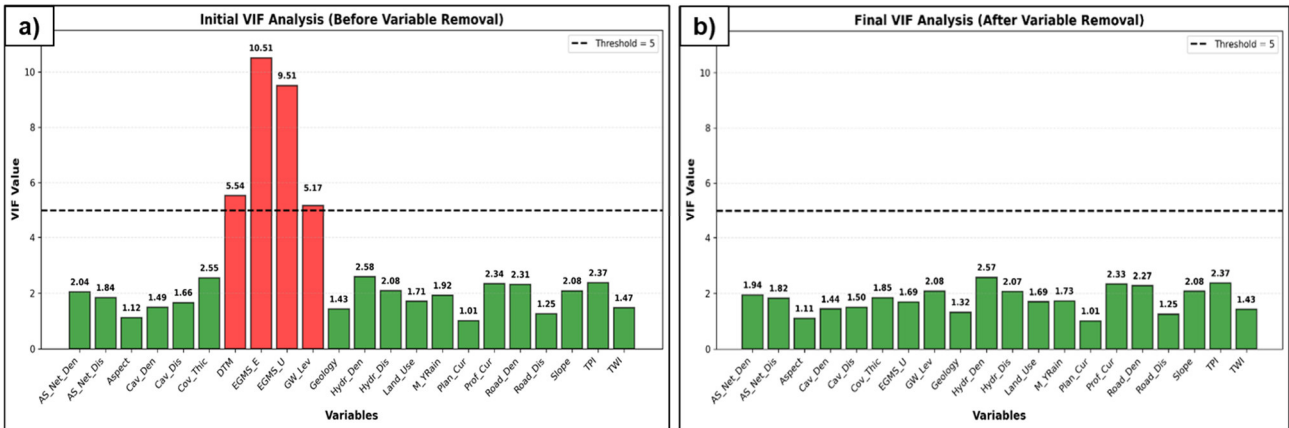 a)
Initial VIF Analysis (Before Variable Removal)
Threshold = 5
VIF Value
10
8
6
4
2
0
2.04
1.84
1.12
1.49
1.66
2.55
5.54
10.51
9.51
5.17
1.43
2.58
2.08
1.71
1.92
1.01
2.34
2.31
1.25
2.08
2.37
1.47
AS_Net_Den
AS_Net_Dis
Aspect
Cav_Den
Cav_Dis
Cov_Thic
DTM
EGMS_E
EGMS_U
GW_Lev
Geology
Hydr_Den
Hydr_Dis
Land_Use
M_YRain
Plan_Cur
Prof_Cur
Road_Den
Road_Dis
Slope
TPI
TWI
Variables
b)
Final VIF Analysis (After Variable Removal)
Threshold = 5
VIF Value
10
8
6
4
2
0
1.94
1.82
1.11
1.44
1.50
1.85
1.69
2.08
1.32
2.57
2.07
1.69
1.73
1.01
2.33
2.27
1.25
2.08
2.37
1.43
AS_Net_Den
AS_Net_Dis
Aspect
Cav_Den
Cav_Dis
Cov_Thic
EGMS_U
GW_Lev
Geology
Hydr_Den
Hydr_Dis
Land_Use
M_YRain
Plan_Cur
Prof_Cur
Road_Den
Road_Dis
Slope
TPI
TWI
Variables